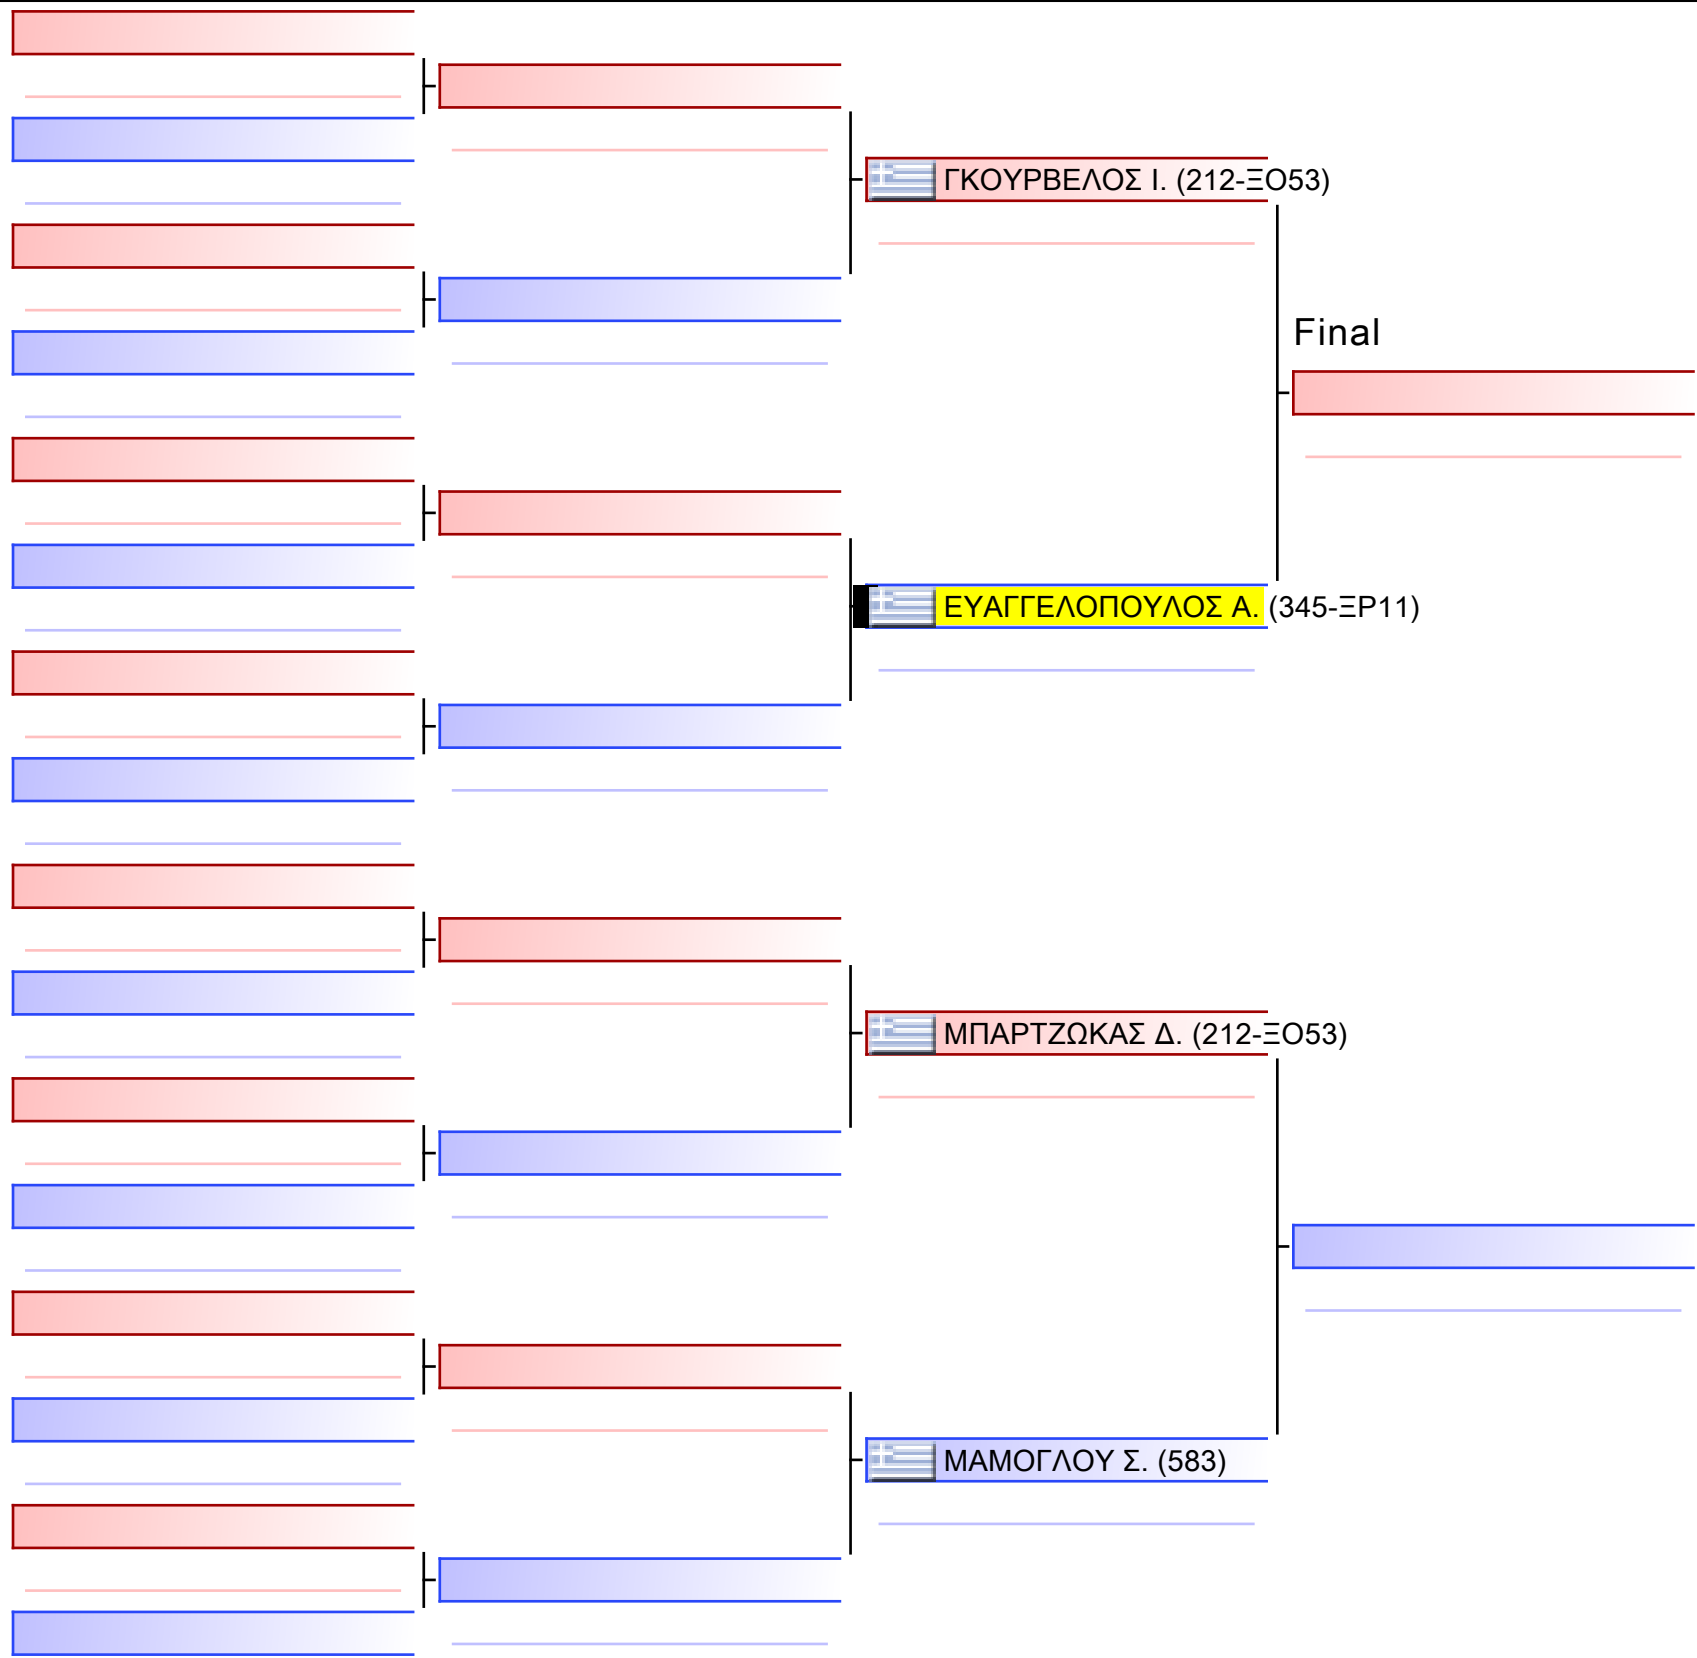 ΓΚΟΥΡΒΕΛΟΣ Ι. (212-ΞΟ53)
Final
ΕΥΑΓΓΕΛΟΠΟΥΛΟΣ Α. (345-ΞΡ11)
ΜΠΑΡΤΖΩΚΑΣ Δ. (212-ΞΟ53)
ΜΑΜΟΓΛΟΥ Σ. (583)